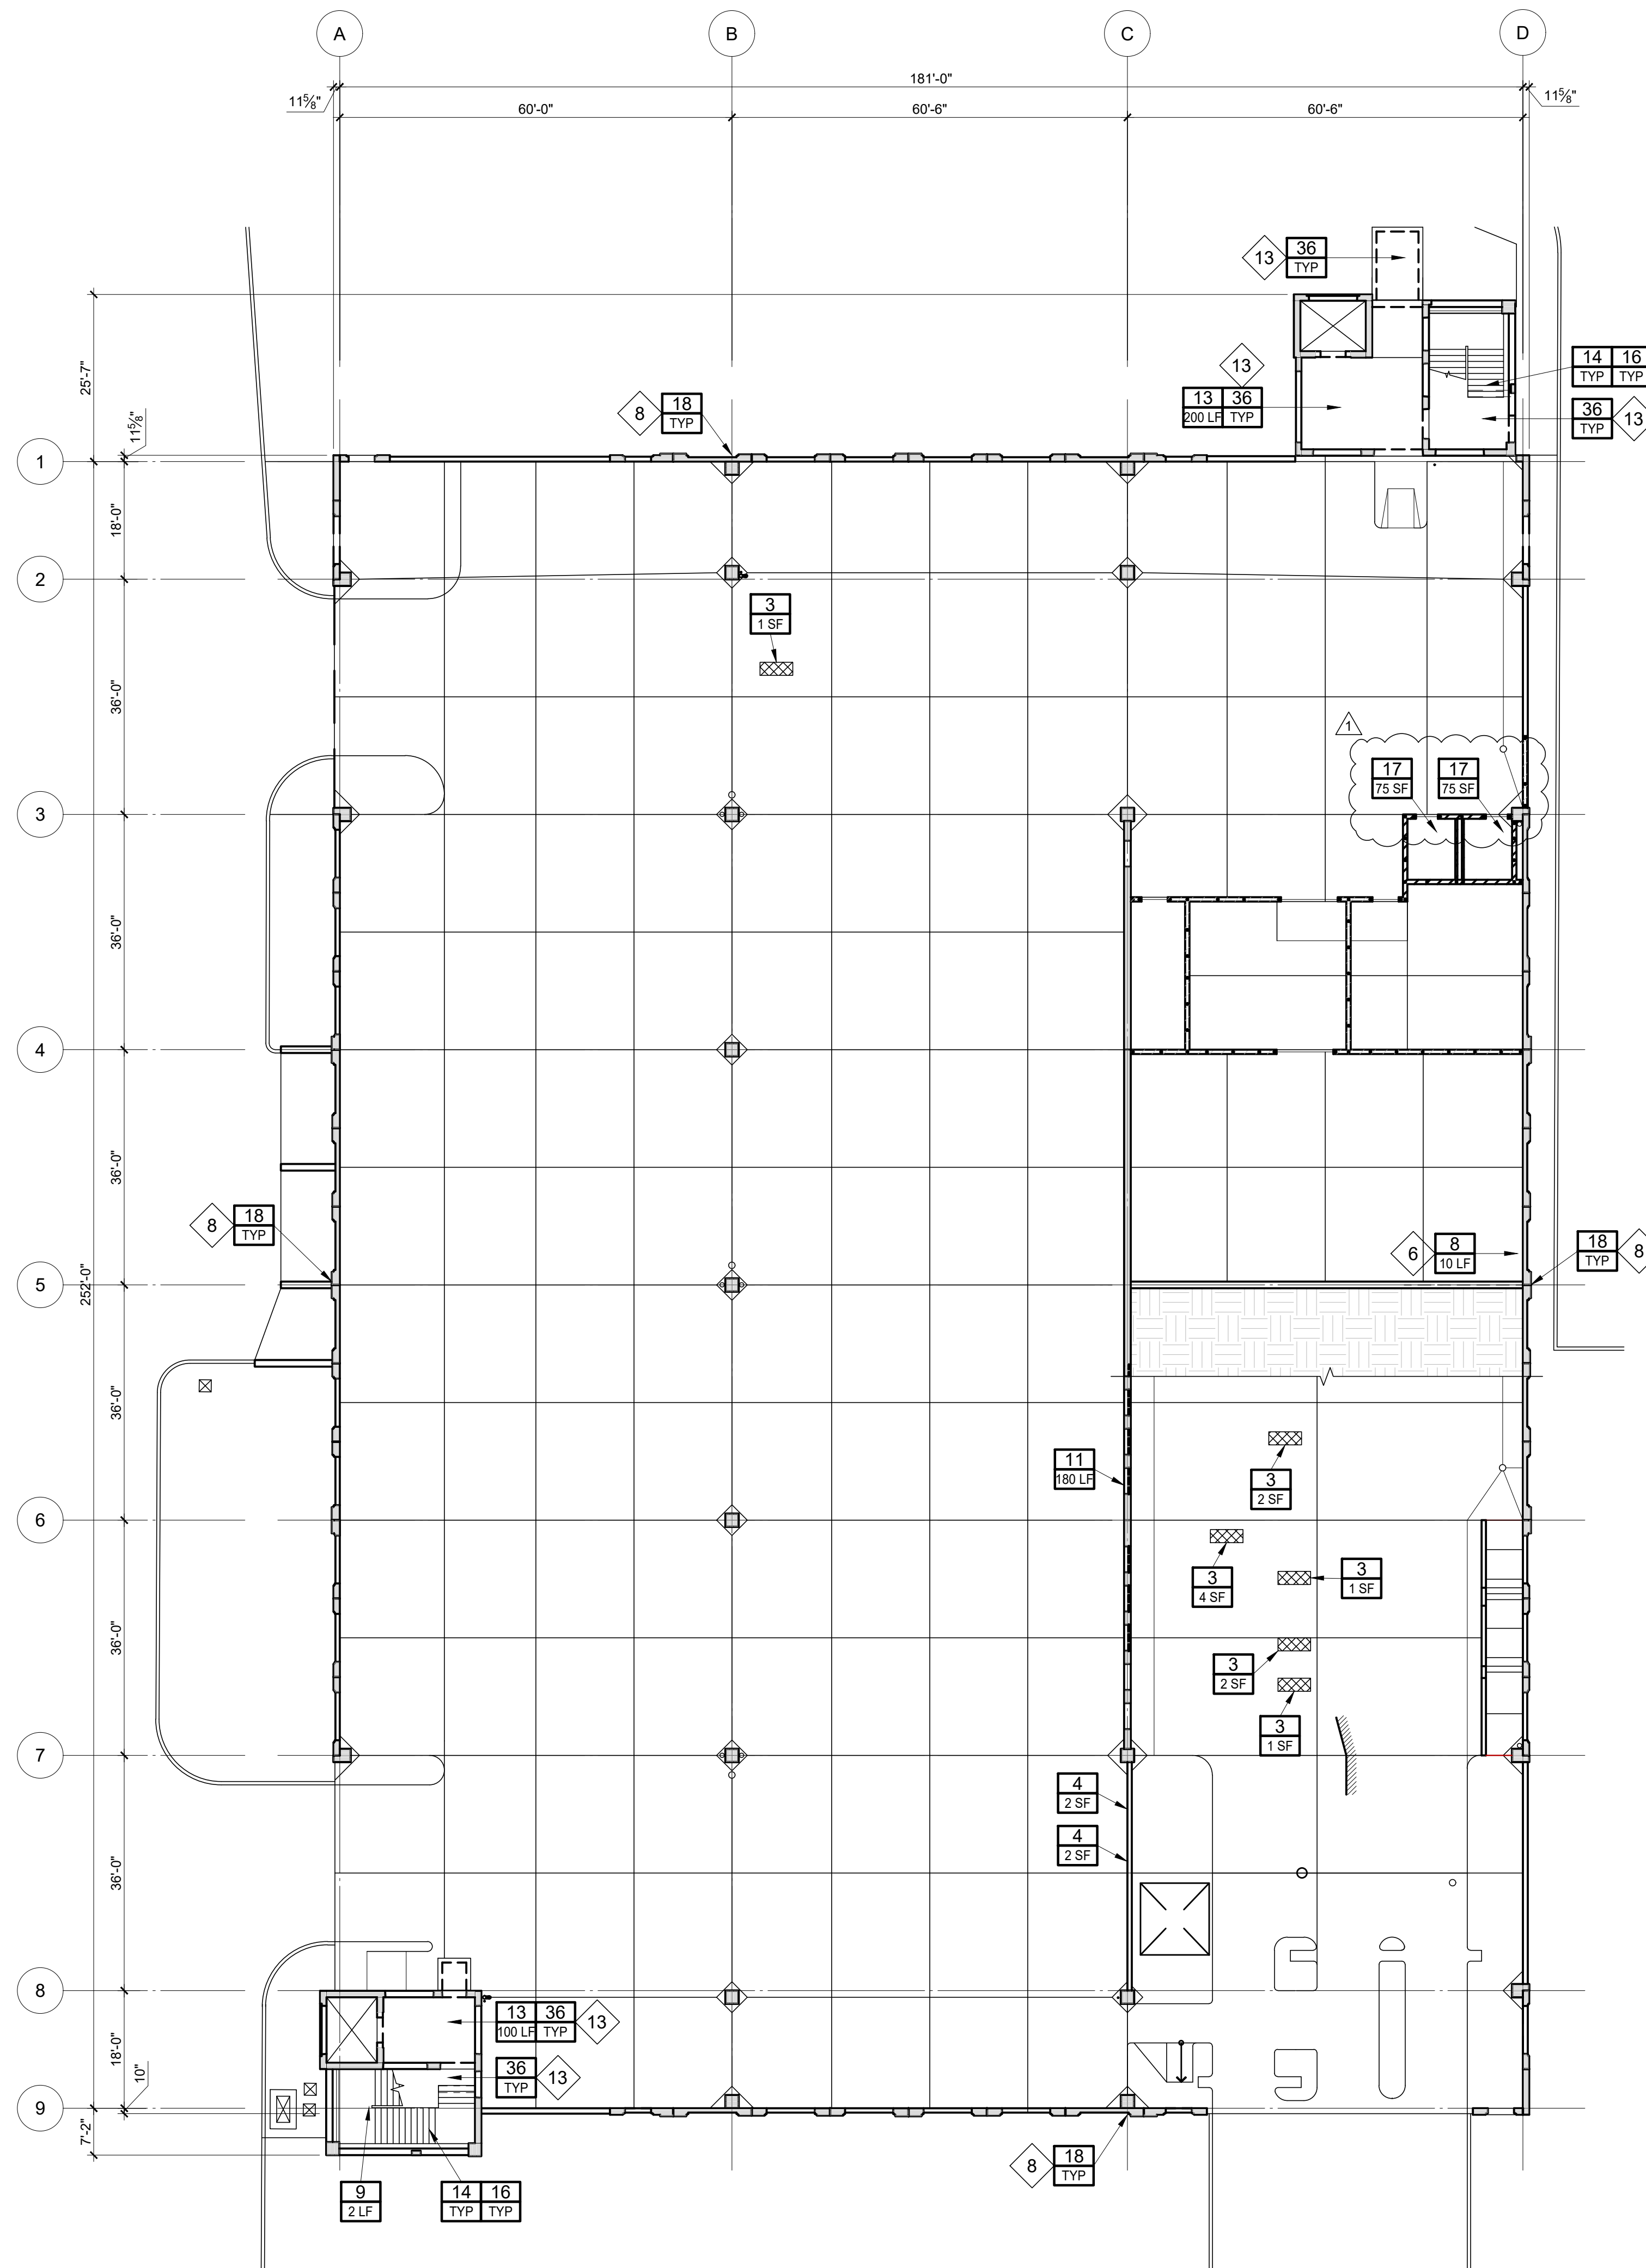 A B C D
181'-0"
11⅝" 11⅝"
60'-0" 60'-6" 60'-6"
13 36
TYP
25'-7"
14 16
TYP TYP
13
13 36
200 LF TYP
36 13
TYP
8 18
TYP
11⅝"
1
18'-0"
2
3
1 SF
36'-0"
1
17 17
75 SF 75 SF
3
36'-0"
4
36'-0"
8 18
TYP
6 8
10 LF
18 8
TYP
5
252'-0"
36'-0"
11
180 LF
3
2 SF
6
3
4 SF
3
1 SF
36'-0"
3
2 SF
3
1 SF
7
4
2 SF
4
2 SF
36'-0"
8
13 36 13
100 LF TYP
18'-0"
36 13
TYP
10"
9
7'-2"
8 18
TYP
9
2 LF
14 16
TYP TYP